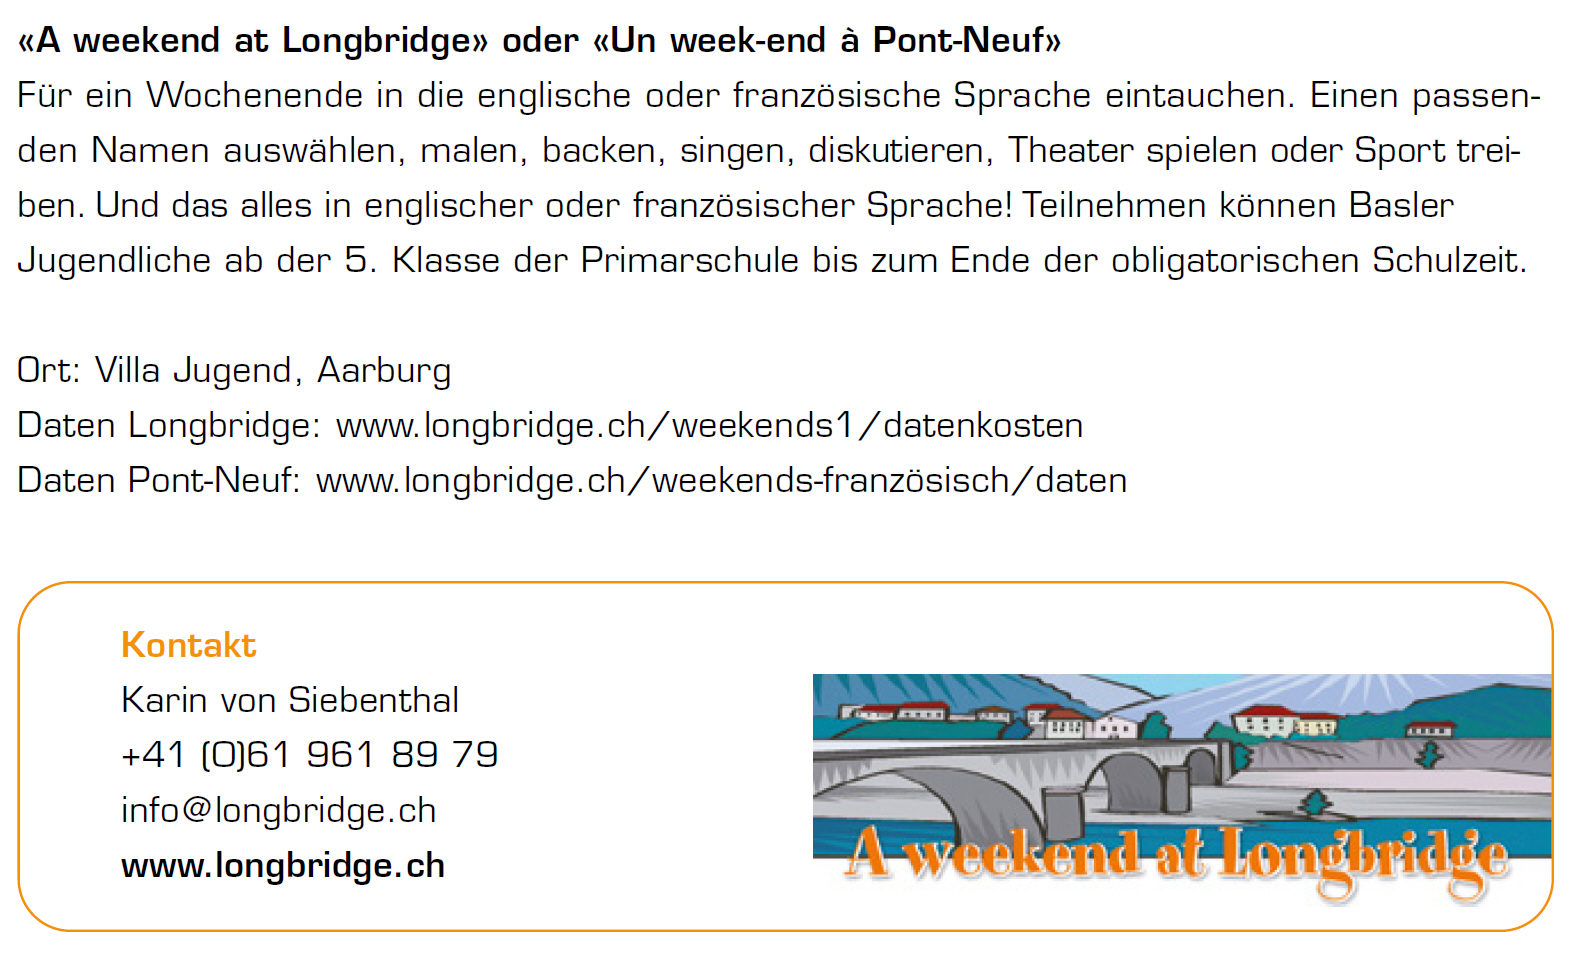 «A weekend at Longbridge» oder «Un week-end à Pont-Neuf»
Für ein Wochenende in die englische oder französische Sprache eintauchen. Einen passen-
den Namen auswählen, malen, backen, singen, diskutieren, Theater spielen oder Sport trei-
ben. Und das alles in englischer oder französischer Sprache! Teilnehmen können Basler
Jugendliche ab der 5. Klasse der Primarschule bis zum Ende der obligatorischen Schulzeit.
Ort: Villa Jugend, Aarburg
Daten Longbridge: www.longbridge.ch/weekends1/datenkosten
Daten Pont-Neuf: www.longbridge.ch/weekends-französisch/daten
Kontakt
Karin von Siebenthal
+41 (0)61 961 89 79
info@longbridge.ch
www.longbridge.ch
A weekend at Longbridge